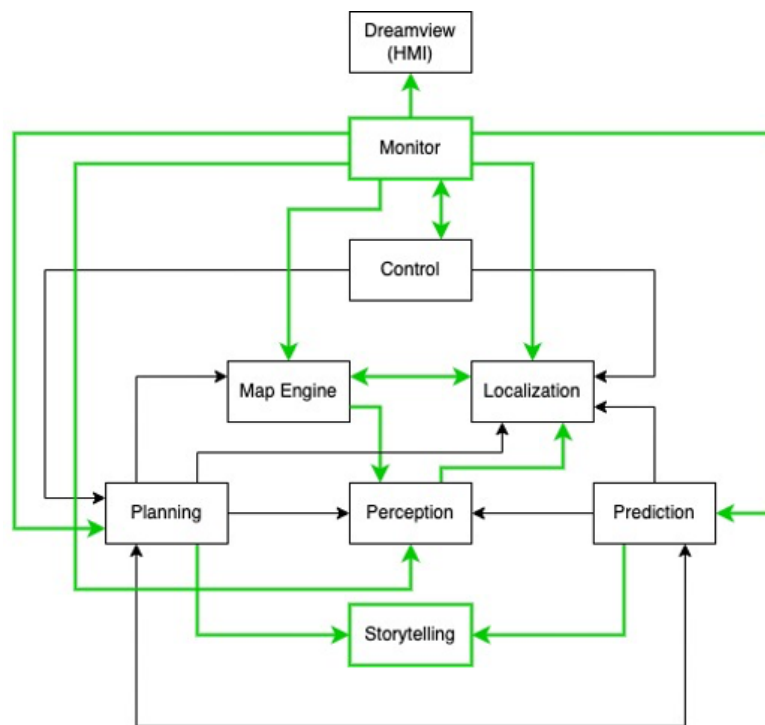 Dreamview
(HMI)
Monitor
Control
Map Engine
Localization
Planning
Perception
Prediction
Storytelling